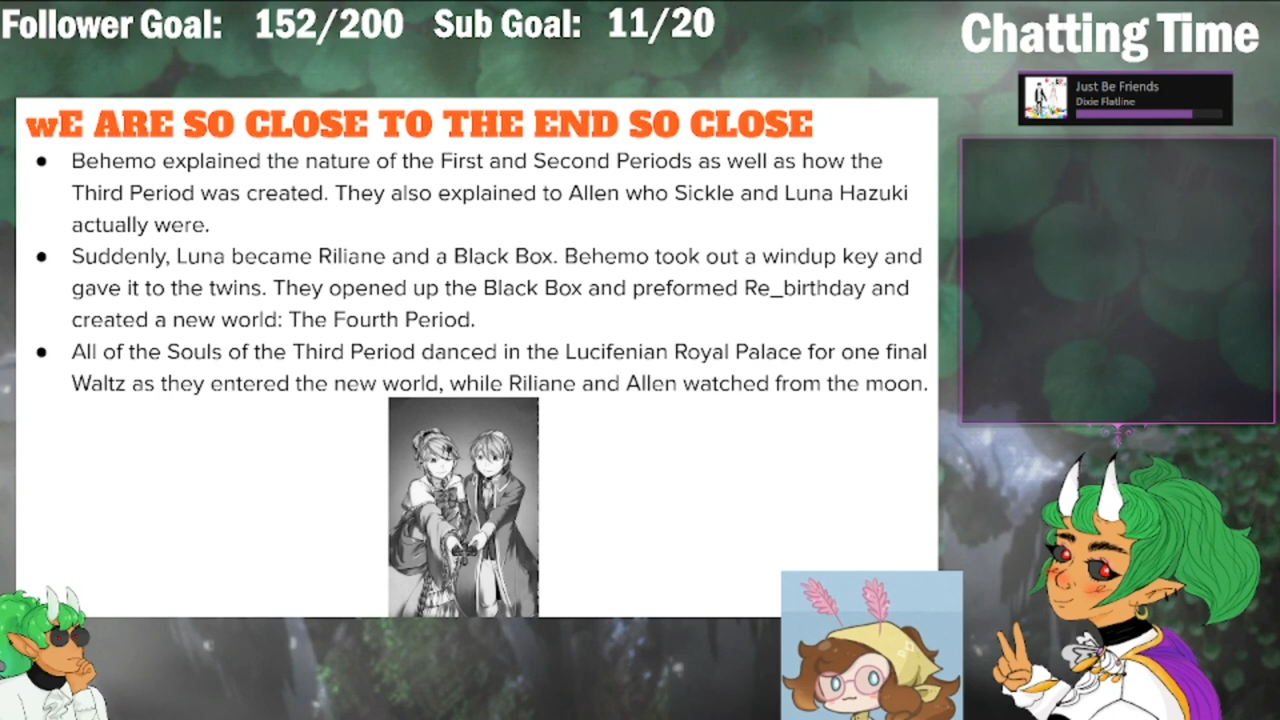 Follower Goal: 152/200 Sub Goal: 11/20
Chatting Time
Just Be Friends
Dixie Flatline
wE ARE SO CLOSE TO THE END SO CLOSE
● Behemo explained the nature of the First and Second Periods as well as how the
Third Period was created. They also explained to Allen who Sickle and Luna Hazuki
actually were.
● Suddenly, Luna became Riliane and a Black Box. Behemo took out a windup key and
gave it to the twins. They opened up the Black Box and preformed Re_birthday and
created a new world: The Fourth Period.
● All of the Souls of the Third Period danced in the Lucifenian Royal Palace for one final
Waltz as they entered the new world, while Riliane and Allen watched from the moon.